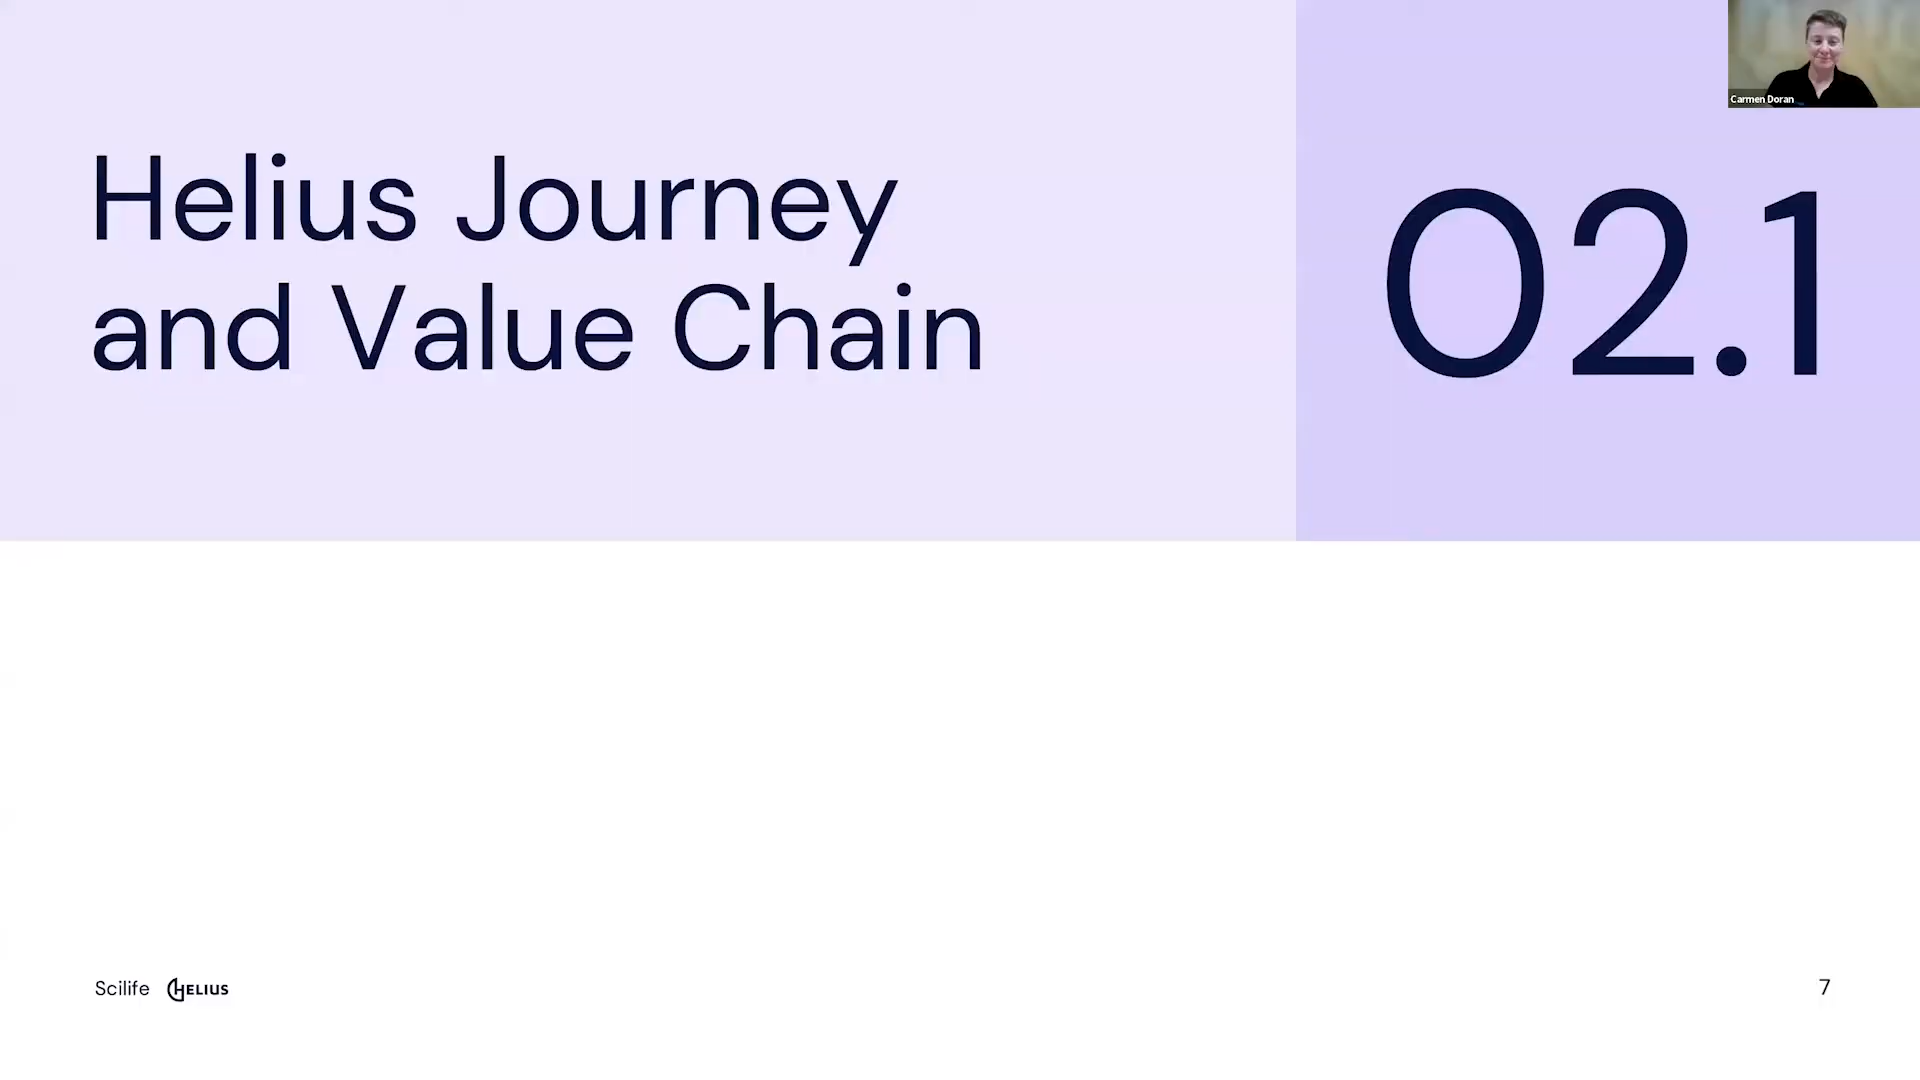 Carmen Doran
Helius Journey
and Value Chain
02.1
Scilife
HELIUS
7